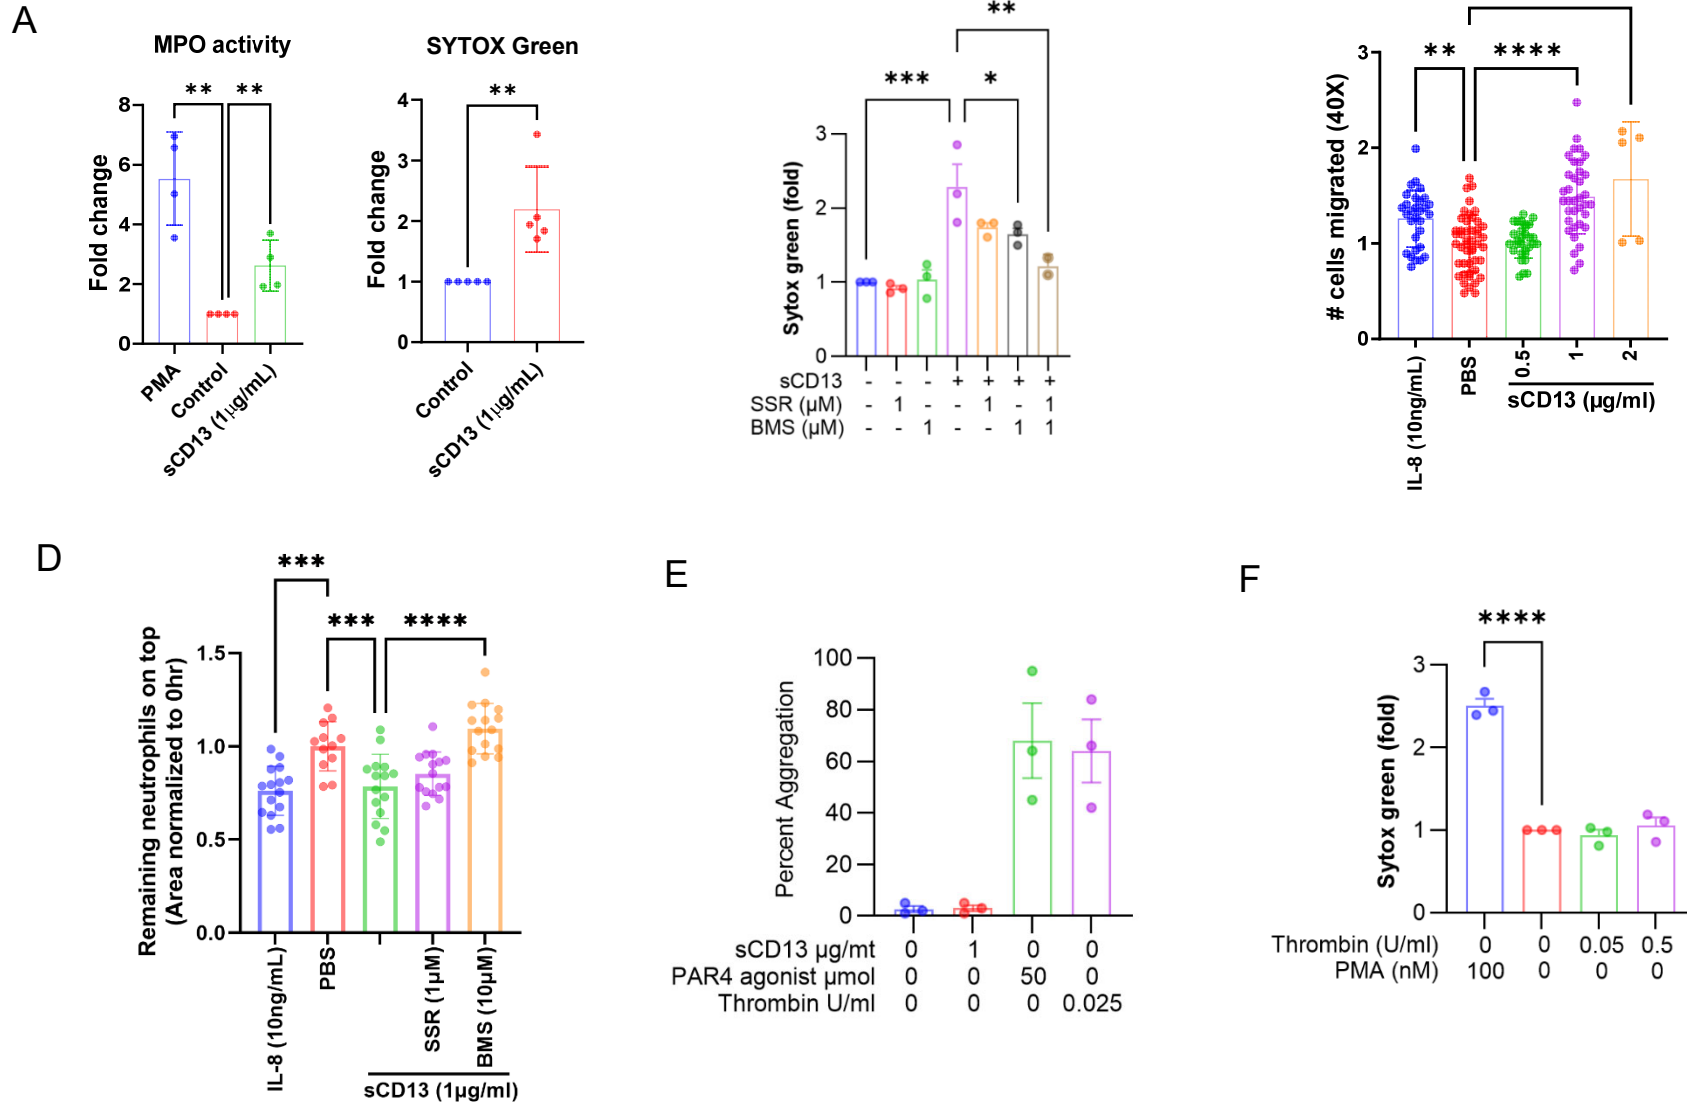 A
MPO activity
** **
Fold change
8
6
4
2
0
PMA
Control
sCD13 (1µg/mL)
SYTOX Green
**
Fold change
4
3
2
1
0
Control
sCD13 (1µg/mL)
**
*** *
Sytox green (fold)
3
2
1
0
sCD13 - - - + + + +
SSR (µM) - 1 - - 1 - 1
BMS (µM) - - 1 - - 1 1
** ****
# cells migrated (40X)
3
2
1
0
IL-8 (10ng/mL)
PBS
0.5
1
2
sCD13 (µg/ml)
D
***
*** ****
Remaining neutrophils on top
(Area normalized to 0hr)
1.5
1.0
0.5
0.0
IL-8 (10ng/mL)
PBS
-
SSR (1µM)
BMS (10µM)
sCD13 (1µg/ml)
E
Percent Aggregation
100
80
60
40
20
0
sCD13 µg/mt 0 1 0 0
PAR4 agonist µmol 0 0 50 0
Thrombin U/ml 0 0 0 0.025
F
****
Sytox green (fold)
3
2
1
0
Thrombin (U/ml) 0 0 0.05 0.5
PMA (nM) 100 0 0 0